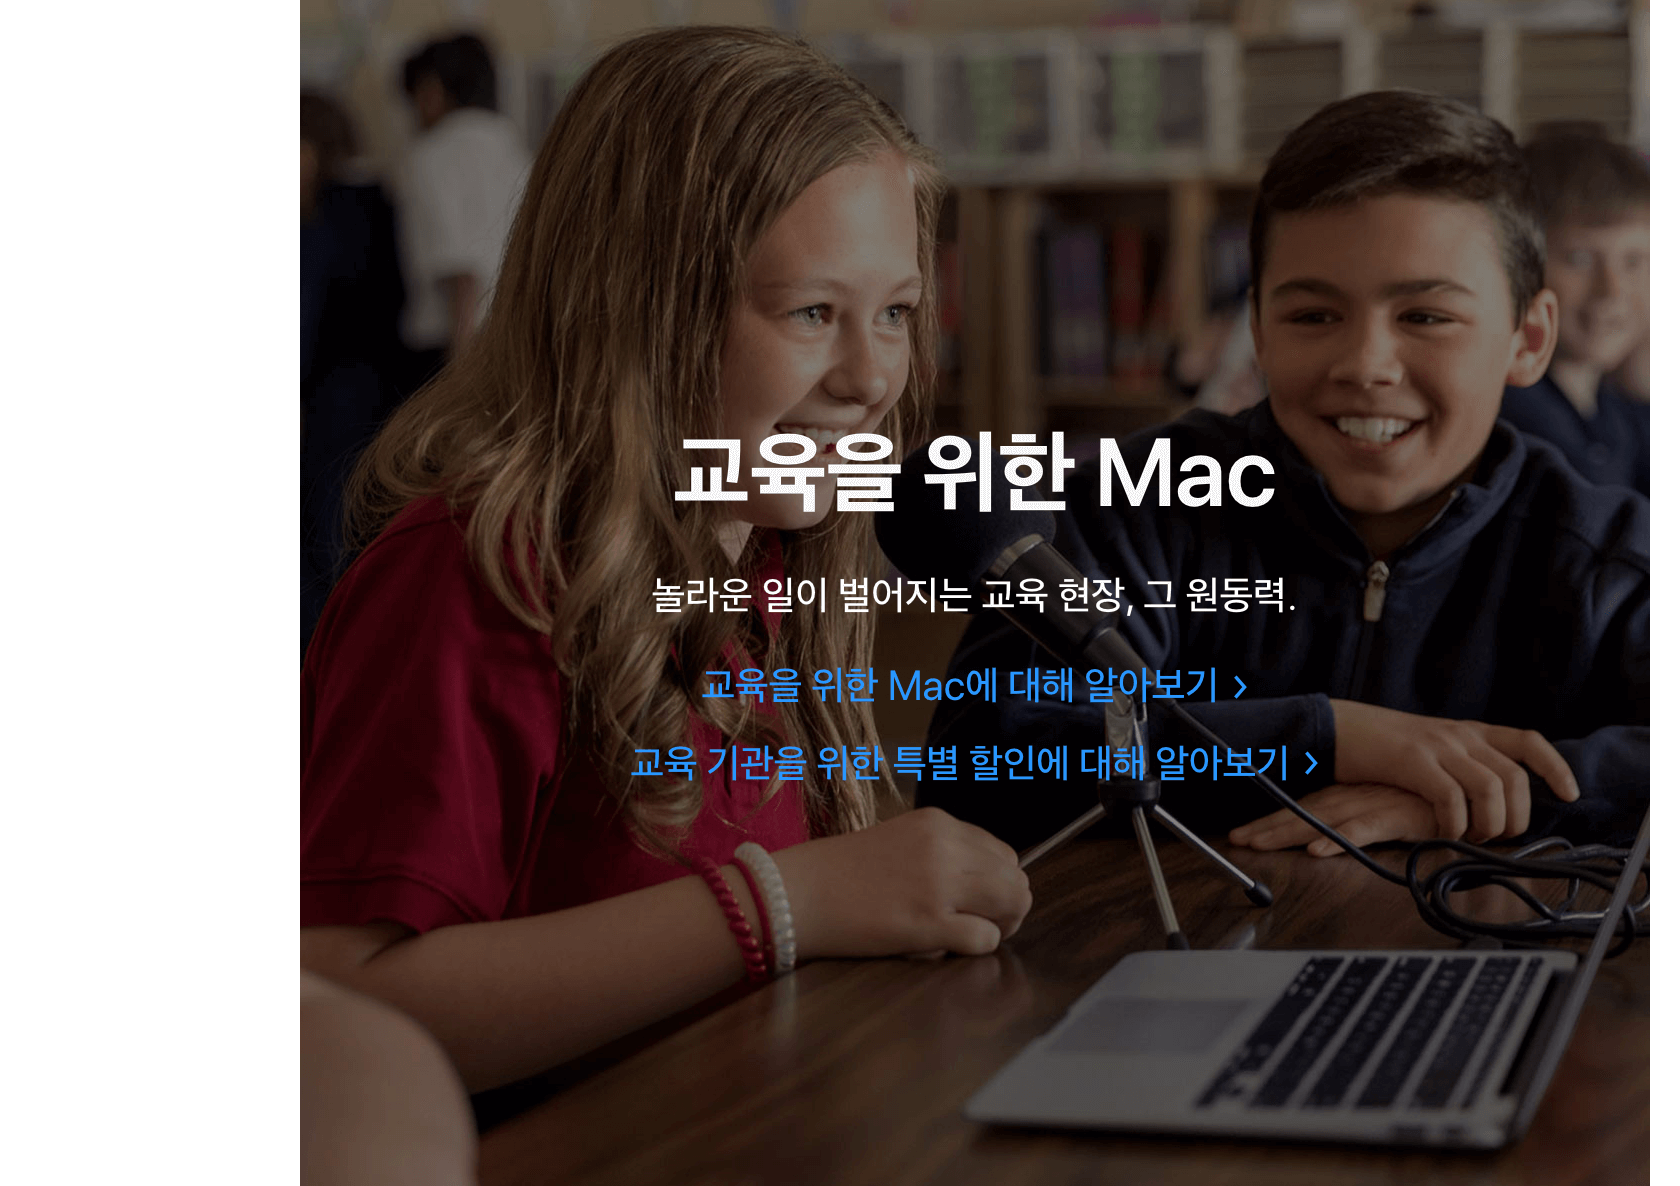 교육을 위한 Mac
놀라운 일이 벌어지는 교육 현장, 그 원동력.
교육을 위한 Mac에 대해 알아보기 >
교육 기관을 위한 특별 할인에 대해 알아보기 >